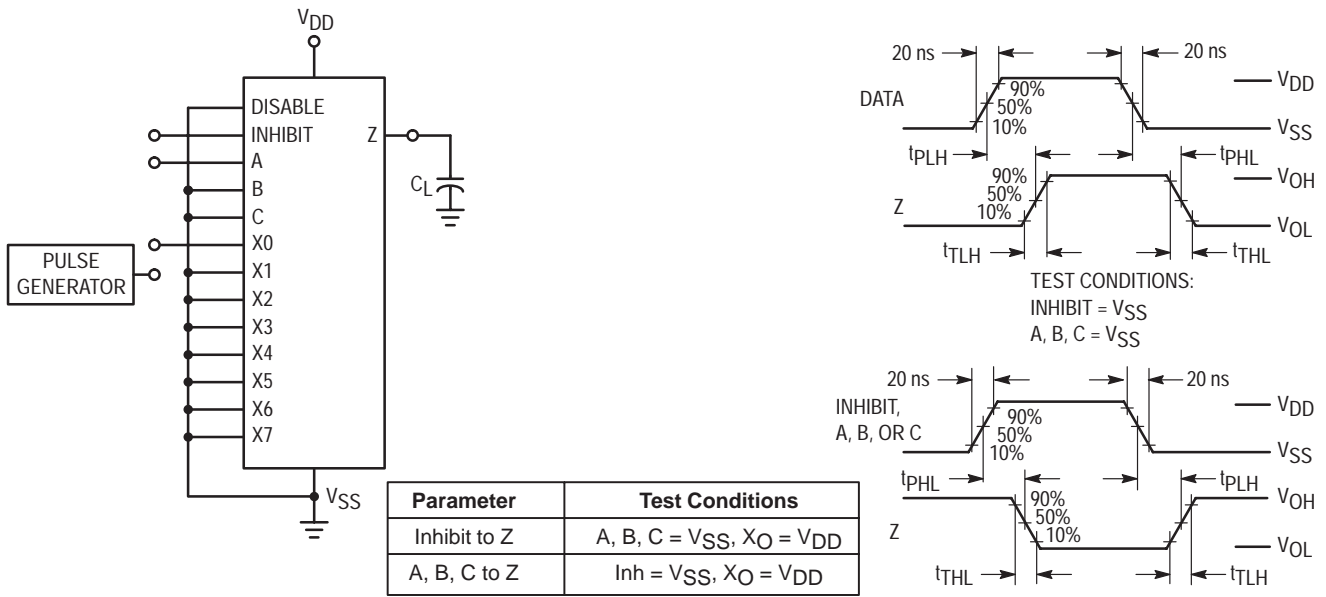 VDD
DISABLE
INHIBIT
Z
A
B
CL
C
X0
PULSE
GENERATOR
X1
X2
X3
X4
X5
X6
X7
VSS
Parameter Test Conditions
Inhibit to Z A, B, C = VSS, XO = VDD
A, B, C to Z Inh = VSS, XO = VDD
20 ns 20 ns
DATA
90%
50%
10%
VDD
VSS
tPLH tPHL
Z
90%
50%
10%
VOH
VOL
tTLH tTHL
TEST CONDITIONS:
INHIBIT = VSS
A, B, C = VSS
20 ns 20 ns
INHIBIT,
A, B, OR C
90%
50%
10%
VDD
VSS
tPHL tPLH
Z
90%
50%
10%
VOH
VOL
tTHL tTLH